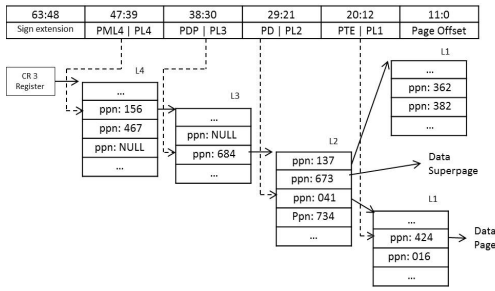 63:48 47:39 38:30 29:21 20:12 11:0
Sign extension PML4 | PL4 PDP | PL3 PD | PL2 PTE | PL1 Page Offset
CR 3
Register
L4
...
ppn: 156
ppn: 467
ppn: NULL
...
L3
...
ppn: NULL
ppn: 684
...
L2
ppn: 137
ppn: 673
ppn: 041
Ppn: 734
...
L1
...
ppn: 362
ppn: 382
...
Data
Superpage
L1
...
ppn: 424
ppn: 016
...
Data
Page